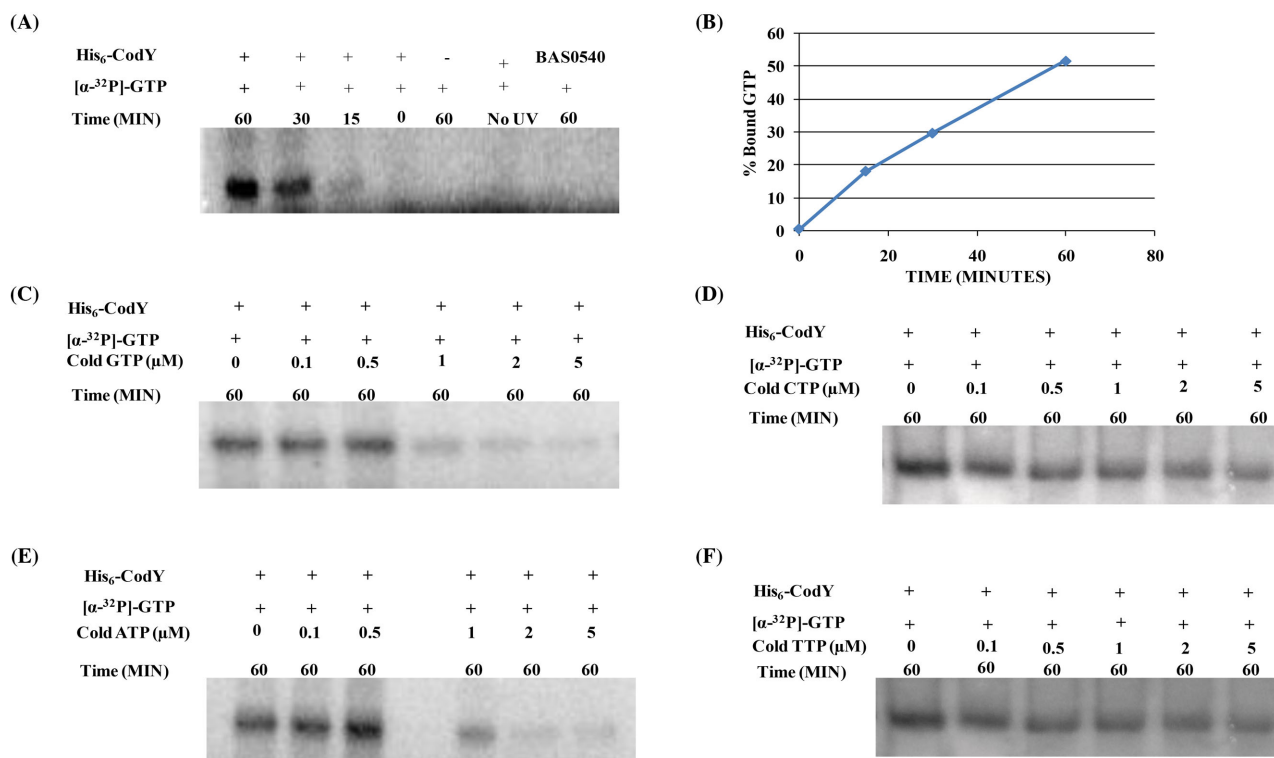 (A)
His₆-CodY + + + + - + BAS0540
[α-³²P]-GTP + + + + + + +
Time (MIN) 60 30 15 0 60 No UV 60
(B)
60
50
40
30
20
10
0
% Bound GTP
0 20 40 60 80
TIME (MINUTES)
(C)
His₆-CodY + + + + + +
[α-³²P]-GTP + + + + + +
Cold GTP (µM) 0 0.1 0.5 1 2 5
Time (MIN) 60 60 60 60 60 60
(D)
His₆-CodY + + + + + +
[α-³²P]-GTP + + + + + +
Cold CTP (µM) 0 0.1 0.5 1 2 5
Time (MIN) 60 60 60 60 60 60
(E)
His₆-CodY + + + + + +
[α-³²P]-GTP + + + + + +
Cold ATP (µM) 0 0.1 0.5 1 2 5
Time (MIN) 60 60 60 60 60 60
(F)
His₆-CodY + + + + + +
[α-³²P]-GTP + + + + + +
Cold TTP (µM) 0 0.1 0.5 1 2 5
Time (MIN) 60 60 60 60 60 60